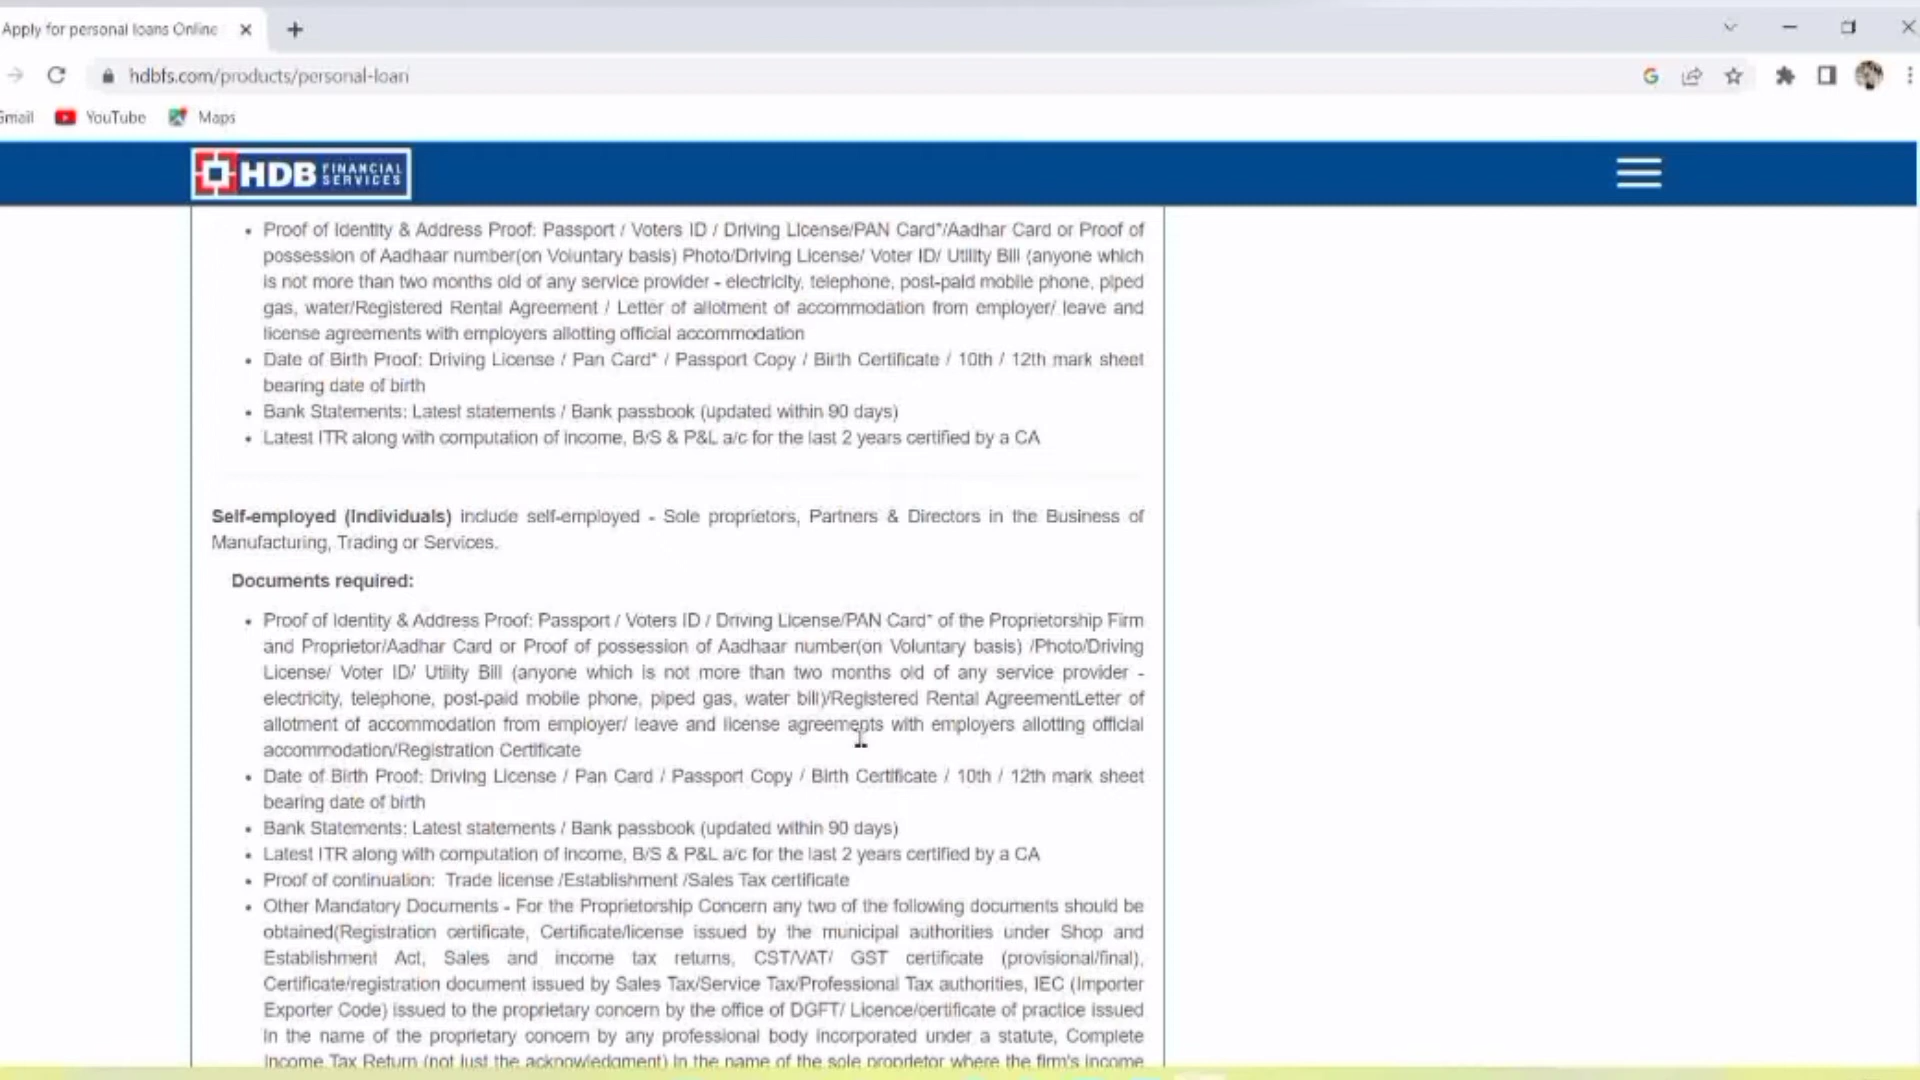 Apply for personal loans Online
hdbfs.com/products/personal-loan
Gmail YouTube Maps
HDB FINANCIAL SERVICES
• Proof of Identity & Address Proof: Passport / Voters ID / Driving License/PAN Card*/Aadhar Card or Proof of
possession of Aadhaar number(on Voluntary basis) Photo/Driving License/ Voter ID/ Utility Bill (anyone which
is not more than two months old of any service provider - electricity, telephone, post-paid mobile phone, piped
gas, water/Registered Rental Agreement / Letter of allotment of accommodation from employer/ leave and
license agreements with employers allotting official accommodation
• Date of Birth Proof: Driving License / Pan Card* / Passport Copy / Birth Certificate / 10th / 12th mark sheet
bearing date of birth
• Bank Statements: Latest statements / Bank passbook (updated within 90 days)
• Latest ITR along with computation of income, B/S & P&L a/c for the last 2 years certified by a CA
Self-employed (Individuals) include self-employed - Sole proprietors, Partners & Directors in the Business of
Manufacturing, Trading or Services.
Documents required:
• Proof of Identity & Address Proof: Passport / Voters ID / Driving License/PAN Card* of the Proprietorship Firm
and Proprietor/Aadhar Card or Proof of possession of Aadhaar number(on Voluntary basis) /Photo/Driving
License/ Voter ID/ Utility Bill (anyone which is not more than two months old of any service provider -
electricity, telephone, post-paid mobile phone, piped gas, water bill)/Registered Rental AgreementLetter of
allotment of accommodation from employer/ leave and license agreements with employers allotting official
accommodation/Registration Certificate
• Date of Birth Proof: Driving License / Pan Card / Passport Copy / Birth Certificate / 10th / 12th mark sheet
bearing date of birth
• Bank Statements: Latest statements / Bank passbook (updated within 90 days)
• Latest ITR along with computation of income, B/S & P&L a/c for the last 2 years certified by a CA
• Proof of continuation: Trade license /Establishment /Sales Tax certificate
• Other Mandatory Documents - For the Proprietorship Concern any two of the following documents should be
obtained(Registration certificate, Certificate/license issued by the municipal authorities under Shop and
Establishment Act, Sales and income tax returns, CST/VAT/ GST certificate (provisional/final),
Certificate/registration document issued by Sales Tax/Service Tax/Professional Tax authorities, IEC (Importer
Exporter Code) issued to the proprietary concern by the office of DGFT/ Licence/certificate of practice issued
in the name of the proprietary concern by any professional body incorporated under a statute, Complete
Income Tax Return (not just the acknowledgment) in the name of the sole proprietor where the firm's income